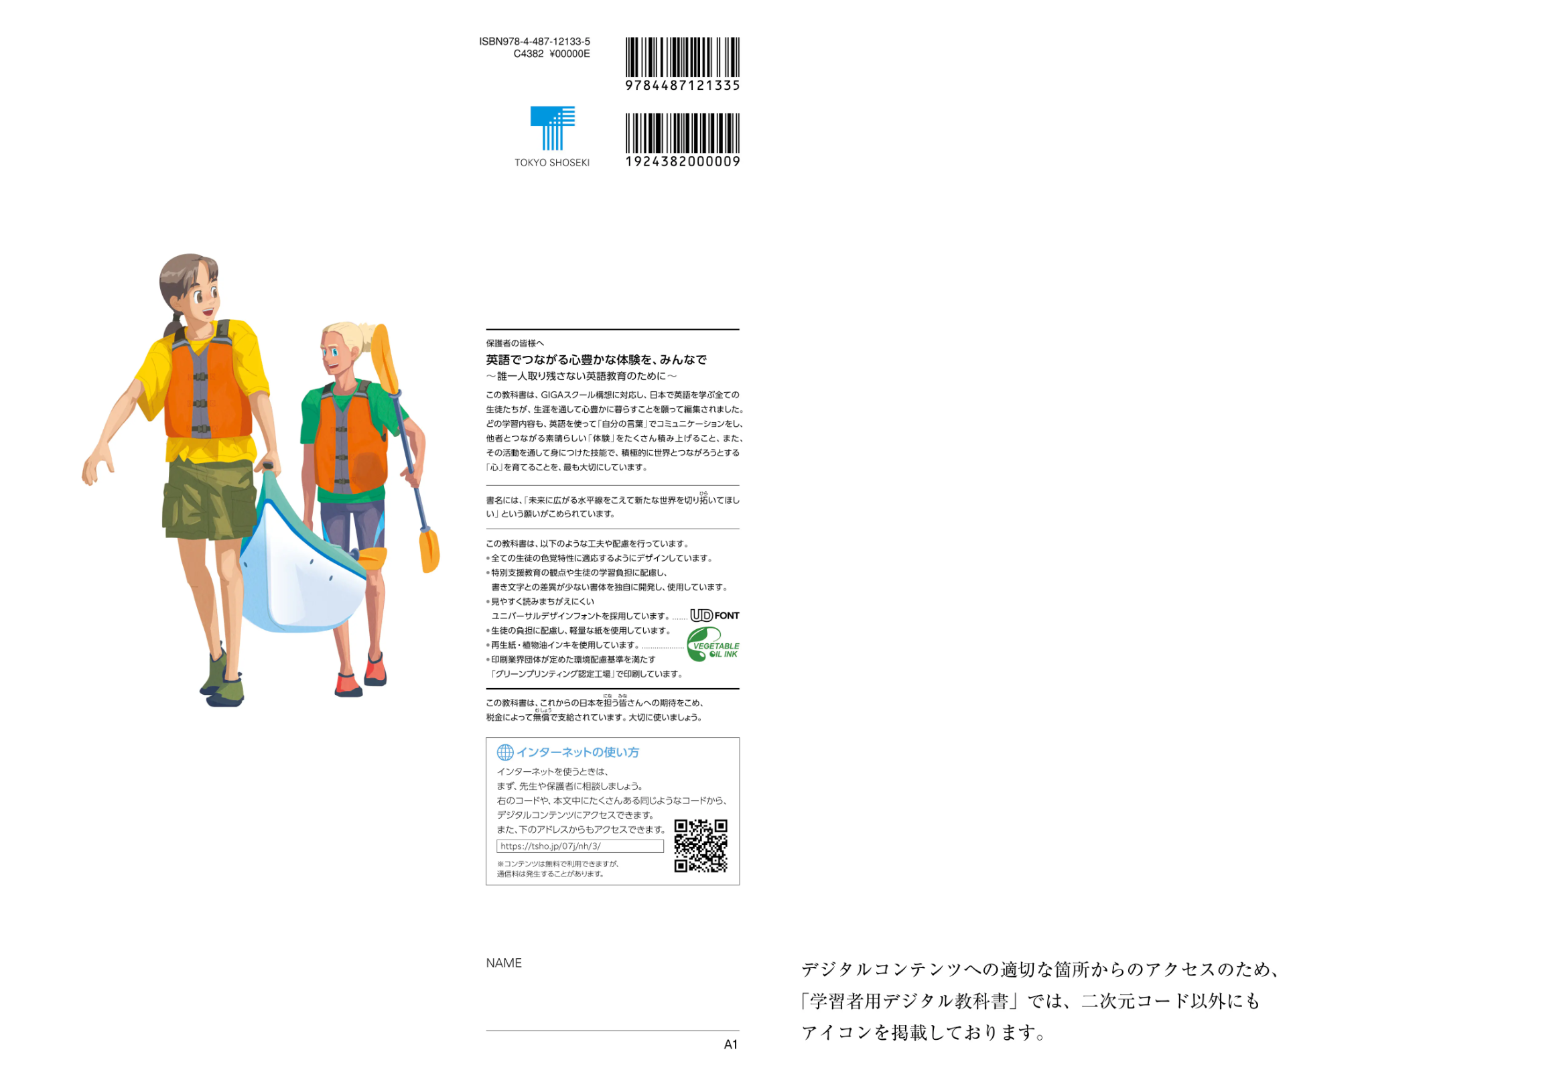 ISBN978-4-487-12133-5
C4382 ¥00000E
9784487121335
TOKYO SHOSEKI
1924382000009
保護者の皆様へ
英語でつながる心豊かな体験を、みんなで
〜誰一人取り残さない英語教育のために〜
この教科書は、GIGAスクール構想に対応し、日本で英語を学ぶ全ての
生徒たちが、生涯を通して心豊かに暮らすことを願って編集されました。
どの学習内容も、英語を使って「自分の言葉」でコミュニケーションをし、
他者とつながる素晴らしい「体験」をたくさん積み上げること、また、
その活動を通して身につけた技能で、積極的に世界とつながろうとする
「心」を育てることを、最も大切にしています。
ひら
書名には、「未来に広がる水平線をこえて新たな世界を切り拓いてほし
い」という願いがこめられています。
この教科書は、以下のような工夫や配慮を行っています。
●全ての生徒の色覚特性に適応するようにデザインしています。
●特別支援教育の観点や生徒の学習負担に配慮し、
書き文字との差異が少ない書体を独自に開発し、使用しています。
●見やすく読みまちがえにくい
ユニバーサルデザインフォントを採用しています。........ UD FONT
●生徒の負担に配慮し、軽量な紙を使用しています。
●再生紙・植物油インキを使用しています。.................... VEGETABLE OIL INK
●印刷業界団体が定めた環境配慮基準を満たす
「グリーンプリンティング認定工場」で印刷しています。
にな みな
この教科書は、これからの日本を担う皆さんへの期待をこめ、
むしょう
税金によって無償で支給されています。大切に使いましょう。
インターネットの使い方
インターネットを使うときは、
まず、先生や保護者に相談しましょう。
右のコードや、本文中にたくさんある同じようなコードから、
デジタルコンテンツにアクセスできます。
また、下のアドレスからもアクセスできます。
https://tsho.jp/07j/nh/3/
※コンテンツは無料で利用できますが、
通信料は発生することがあります。
NAME
A1
デジタルコンテンツへの適切な箇所からのアクセスのため、
「学習者用デジタル教科書」では、二次元コード以外にも
アイコンを掲載しております。